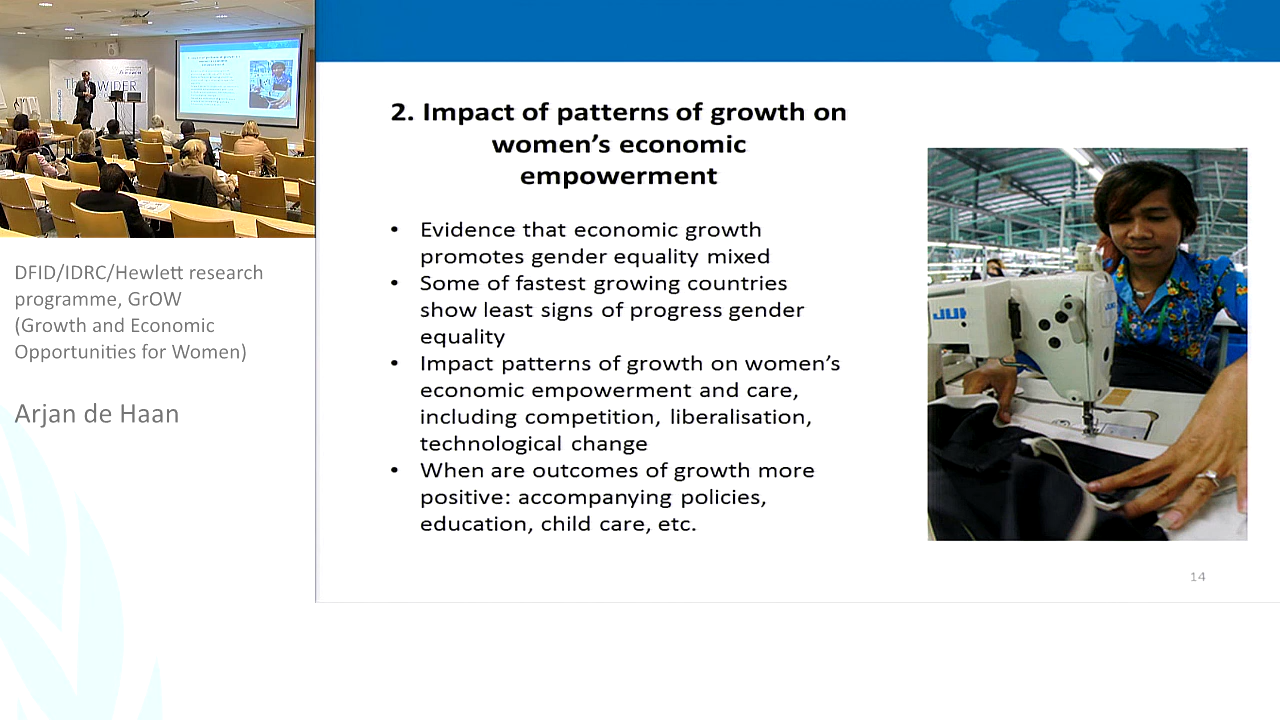 DFID/IDRC/Hewlett research
programme, GrOW
(Growth and Economic
Opportunities for Women)
Arjan de Haan
2. Impact of patterns of growth on
women's economic
empowerment
• Evidence that economic growth
promotes gender equality mixed
• Some of fastest growing countries
show least signs of progress gender
equality
• Impact patterns of growth on women's
economic empowerment and care,
including competition, liberalisation,
technological change
• When are outcomes of growth more
positive: accompanying policies,
education, child care, etc.
14
WIDER